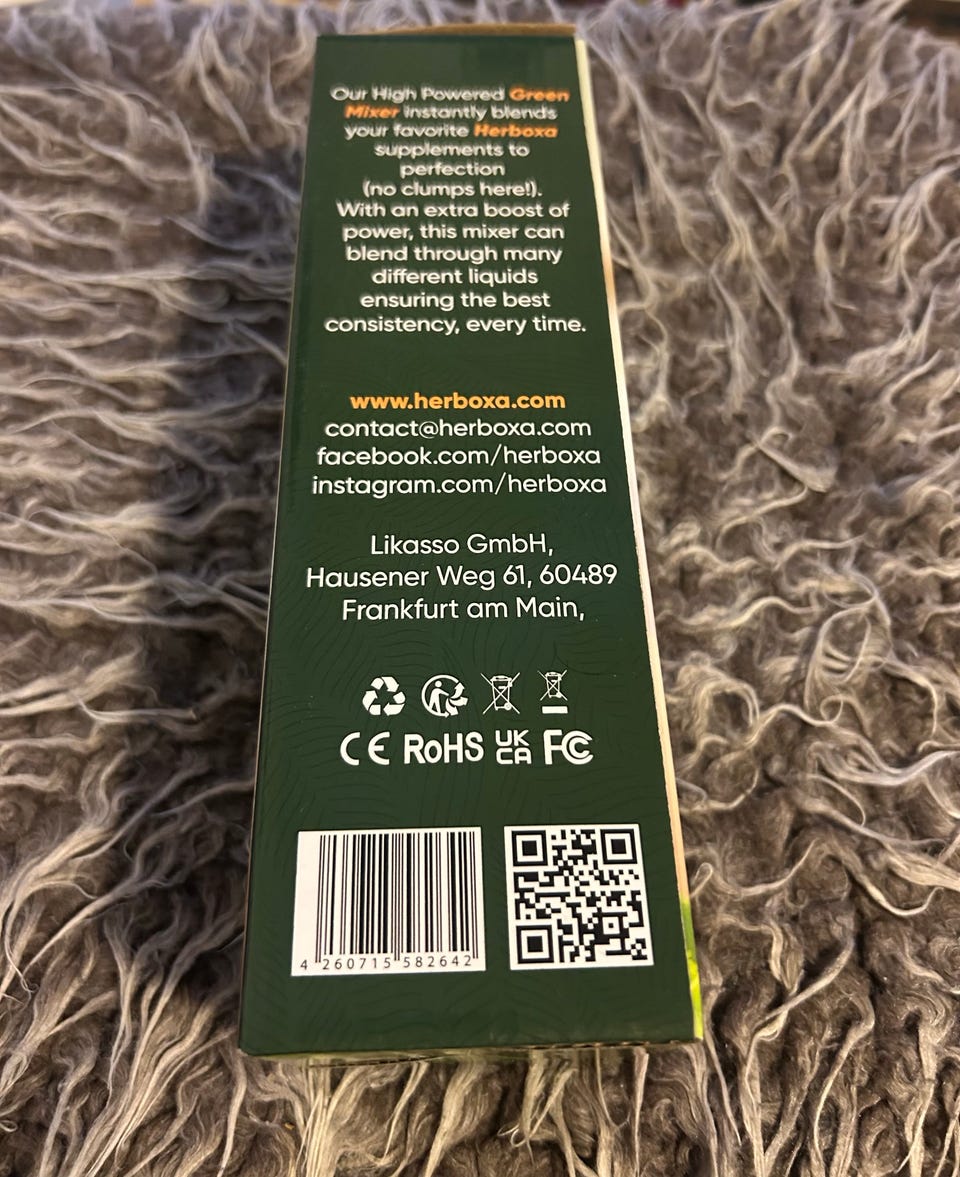 Our High Powered Green
Mixer instantly blends
your favorite Herboxa
supplements to
perfection
(no clumps here!).
With an extra boost of
power, this mixer can
blend through many
different liquids
ensuring the best
consistency, every time.
www.herboxa.com
contact@herboxa.com
facebook.com/herboxa
instagram.com/herboxa
Likasso GmbH,
Hausener Weg 61, 60489
Frankfurt am Main,
CE RoHS UK CA FC
4 260715 582642